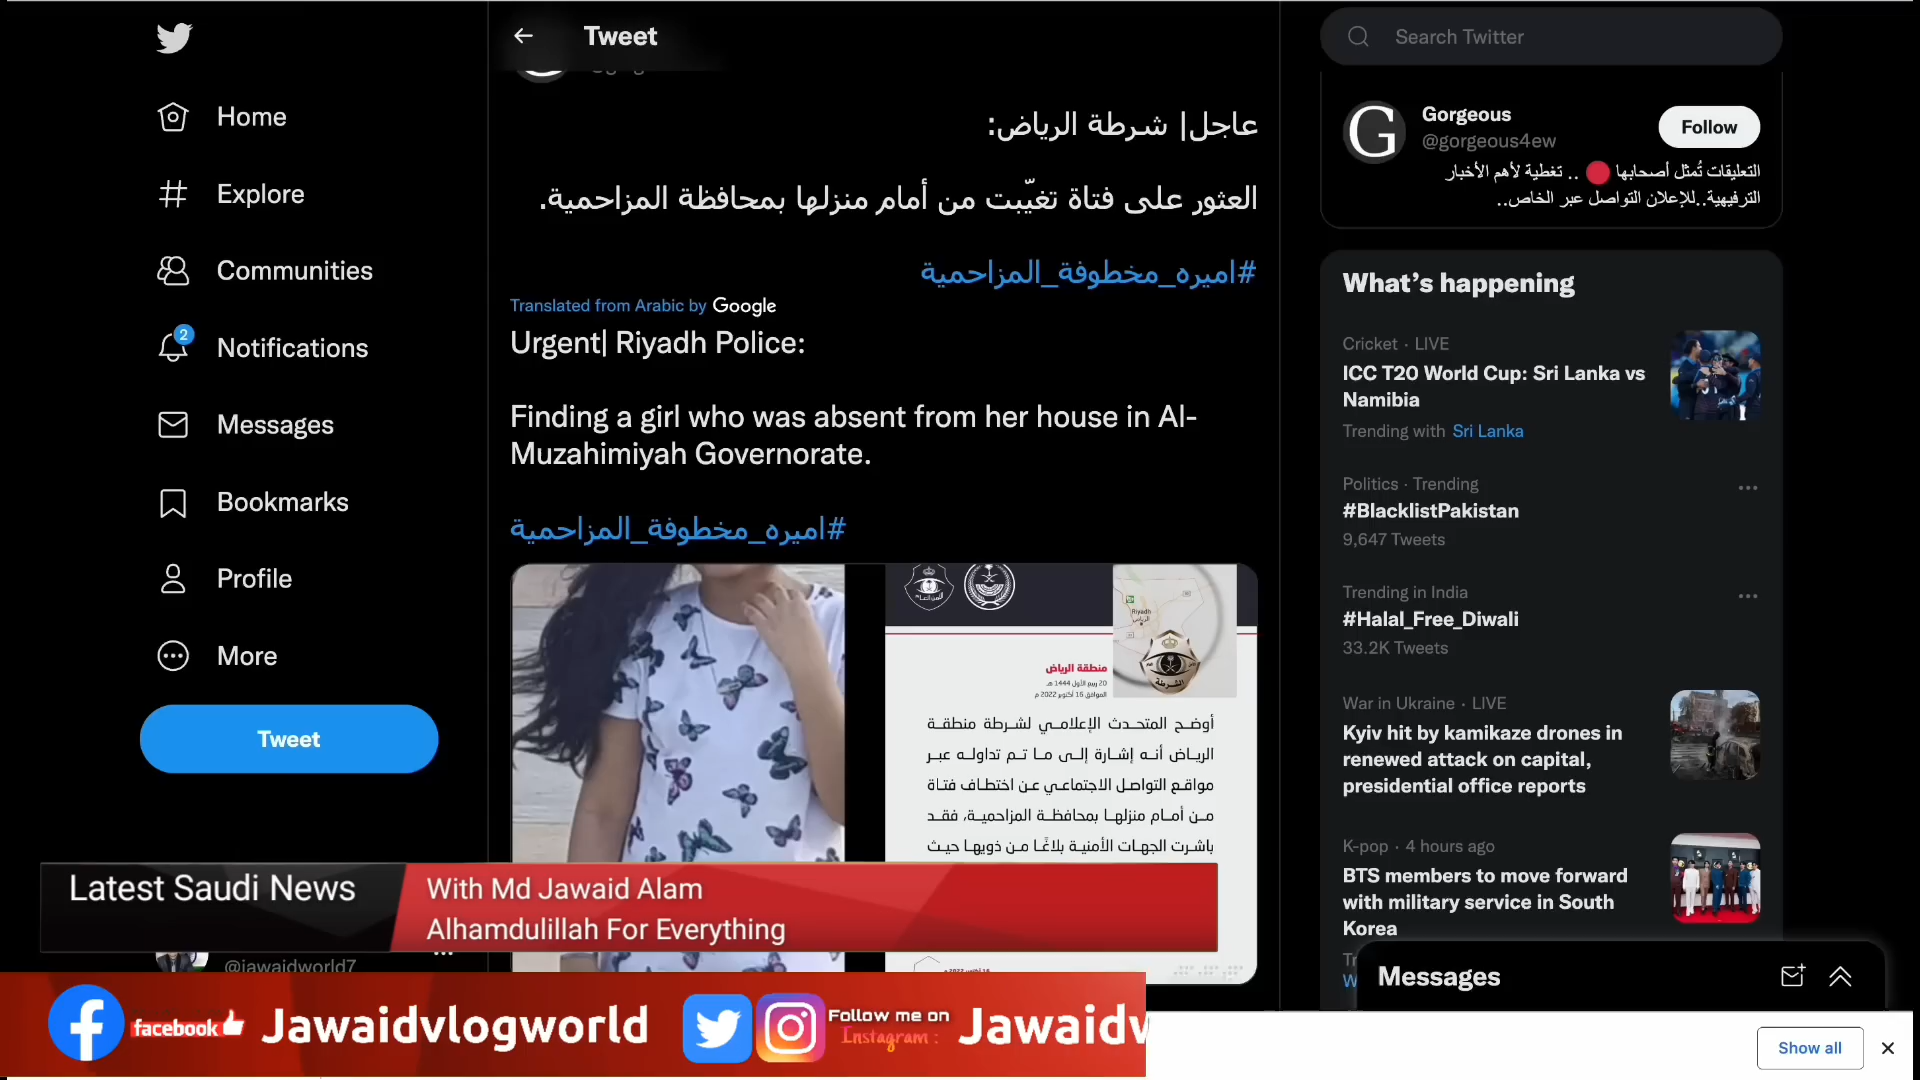 Home
Explore
Communities
2
Notifications
Messages
Bookmarks
Profile
More
Tweet
@jawaidworld7
Tweet
عاجل| شرطة الرياض:
العثور على فتاة تغيّبت من أمام منزلها بمحافظة المزاحمية.
#اميره_مخطوفة_المزاحمية
Translated from Arabic by Google
Urgent| Riyadh Police:
Finding a girl who was absent from her house in Al-
Muzahimiyah Governorate.
#اميره_مخطوفة_المزاحمية
Riyadh
الرياض
الشرطة
منطقة الرياض
20 ربيع الأول 1444 هـ
الموافق 16 أكتوبر 2022 م
أوضح المتحدث الإعلامي لشرطة منطقة
الرياض أنه إشارة إلى ما تم تداوله عبر
مواقع التواصل الاجتماعي عن اختطاف فتاة
من أمام منزلها بمحافظة المزاحمية، فقد
باشرت الجهات الأمنية بلاغًا من ذويها حيث
Search Twitter
G
Gorgeous
@gorgeous4ew
Follow
التعليقات تُمثل أصحابها .. تغطية لأهم الأخبار
الترفيهية..للإعلان التواصل عبر الخاص..
What's happening
Cricket · LIVE
ICC T20 World Cup: Sri Lanka vs
Namibia
Trending with Sri Lanka
Politics · Trending
#BlacklistPakistan
9,647 Tweets
Trending in India
#Halal_Free_Diwali
33.2K Tweets
War in Ukraine · LIVE
Kyiv hit by kamikaze drones in
renewed attack on capital,
presidential office reports
K-pop · 4 hours ago
BTS members to move forward
with military service in South
Korea
Messages
Show all
Latest Saudi News
With Md Jawaid Alam
Alhamdulillah For Everything
facebook
Jawaidvlogworld
Follow me on
Instagram :
Jawaidv